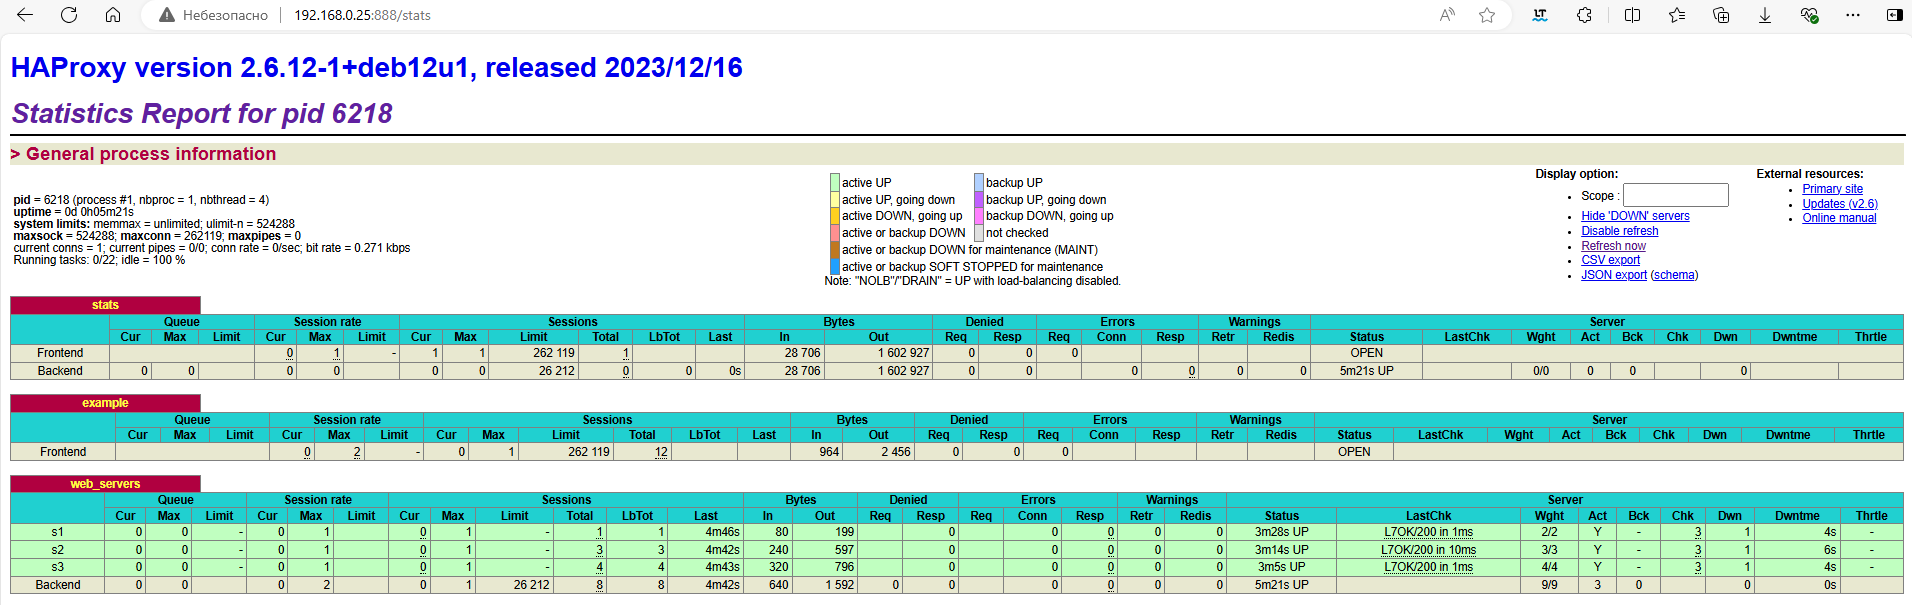 Небезопасно 192.168.0.25:888/stats
HAProxy version 2.6.12-1+deb12u1, released 2023/12/16
Statistics Report for pid 6218
> General process information
pid = 6218 (process #1, nbproc = 1, nbthread = 4)
uptime = 0d 0h05m21s
system limits: memmax = unlimited; ulimit-n = 524288
maxsock = 524288; maxconn = 262119; maxpipes = 0
current conns = 1; current pipes = 0/0; conn rate = 0/sec; bit rate = 0.271 kbps
Running tasks: 0/22; idle = 100 %
active UP backup UP
active UP, going down backup UP, going down
active DOWN, going up backup DOWN, going up
active or backup DOWN not checked
active or backup DOWN for maintenance (MAINT)
active or backup SOFT STOPPED for maintenance
Note: "NOLB"/"DRAIN" = UP with load-balancing disabled.
Display option:
Scope :
Hide 'DOWN' servers
Disable refresh
Refresh now
CSV export
JSON export (schema)
External resources:
Primary site
Updates (v2.6)
Online manual
stats
Queue Session rate Sessions Bytes Denied Errors Warnings Server
Cur Max Limit Cur Max Limit Cur Max Limit Total LbTot Last In Out Req Resp Req Conn Resp Retr Redis Status LastChk Wght Act Bck Chk Dwn Dwntme Thrtle
Frontend 0 1 - 1 1 262 119 1 28 706 1 602 927 0 0 0 OPEN
Backend 0 0 0 0 0 0 26 212 0 0 0s 28 706 1 602 927 0 0 0 0 0 0 5m21s UP 0/0 0 0 0
example
Queue Session rate Sessions Bytes Denied Errors Warnings Server
Cur Max Limit Cur Max Limit Cur Max Limit Total LbTot Last In Out Req Resp Req Conn Resp Retr Redis Status LastChk Wght Act Bck Chk Dwn Dwntme Thrtle
Frontend 0 2 - 0 1 262 119 12 964 2 456 0 0 0 OPEN
web_servers
Queue Session rate Sessions Bytes Denied Errors Warnings Server
Cur Max Limit Cur Max Limit Cur Max Limit Total LbTot Last In Out Req Resp Req Conn Resp Retr Redis Status LastChk Wght Act Bck Chk Dwn Dwntme Thrtle
s1 0 0 - 0 1 0 1 - 1 1 4m46s 80 199 0 0 0 0 0 3m28s UP L7OK/200 in 1ms 2/2 Y - 3 1 4s -
s2 0 0 - 0 1 0 1 - 3 3 4m42s 240 597 0 0 0 0 0 3m14s UP L7OK/200 in 10ms 3/3 Y - 3 1 6s -
s3 0 0 - 0 1 0 1 - 4 4 4m43s 320 796 0 0 0 0 0 3m5s UP L7OK/200 in 1ms 4/4 Y - 3 1 4s -
Backend 0 0 0 2 0 1 26 212 8 8 4m42s 640 1 592 0 0 0 0 0 0 5m21s UP 9/9 3 0 0 0s